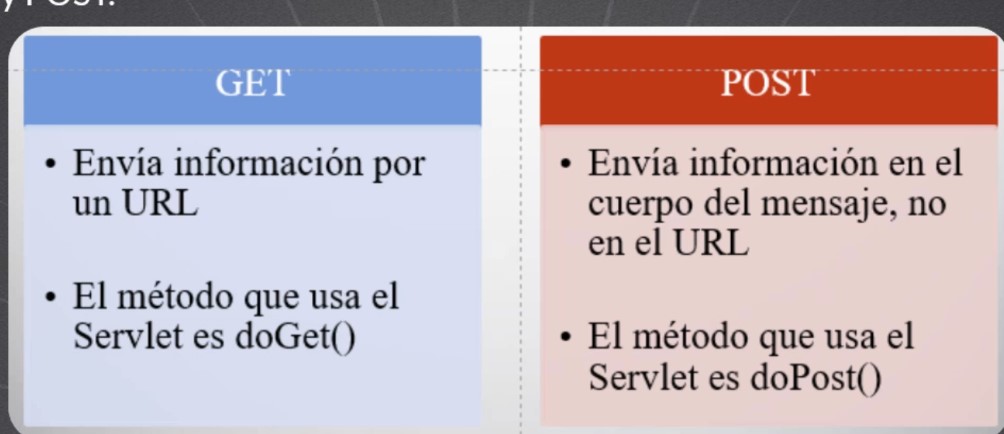 y POST.
GET
Envía información por
un URL
El método que usa el
Servlet es doGet()
POST
Envía información en el
cuerpo del mensaje, no
en el URL
El método que usa el
Servlet es doPost()